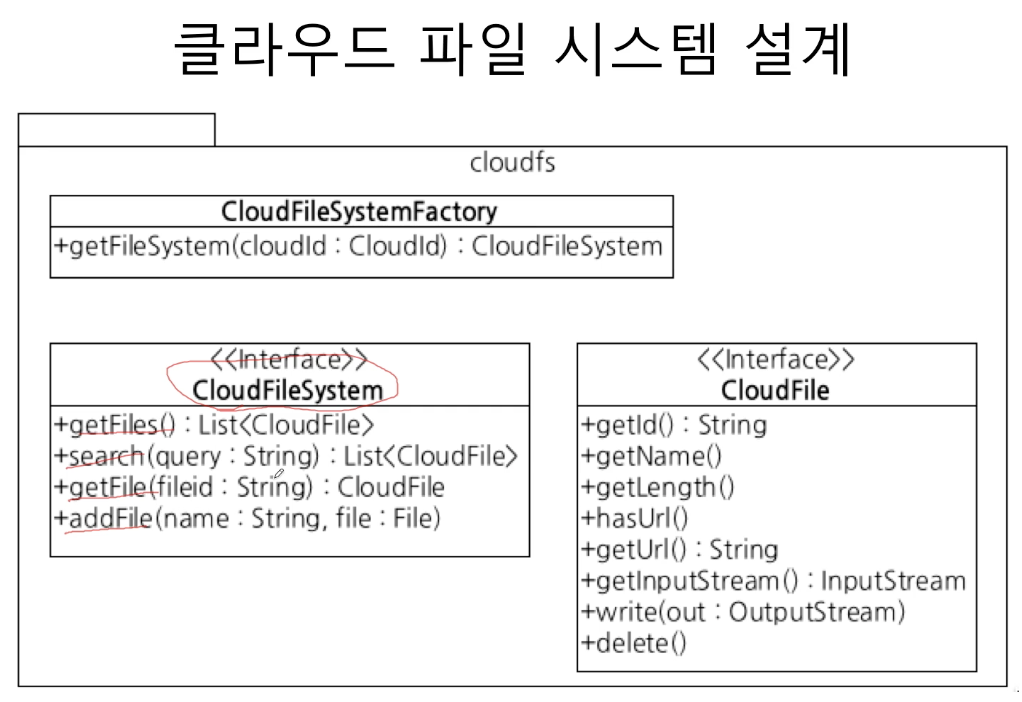 클라우드 파일 시스템 설계
cloudfs
CloudFileSystemFactory
+getFileSystem(cloudId : CloudId) : CloudFileSystem
<<Interface>>
CloudFileSystem
+getFiles() : List<CloudFile>
+search(query : String) : List<CloudFile>
+getFile(fileid : String) : CloudFile
+addFile(name : String, file : File)
<<Interface>>
CloudFile
+getId() : String
+getName()
+getLength()
+hasUrl()
+getUrl() : String
+getInputStream() : InputStream
+write(out : OutputStream)
+delete()